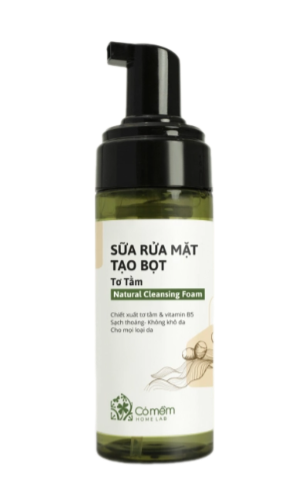 SỮA RỬA MẶT
TẠO BỌT
Tơ Tằm
Natural Cleansing Foam
Chiết xuất tơ tằm & vitamin B5
Sạch thoáng- Không khô da
Cho mọi loại da
Cỏ mềm
HOME LAB